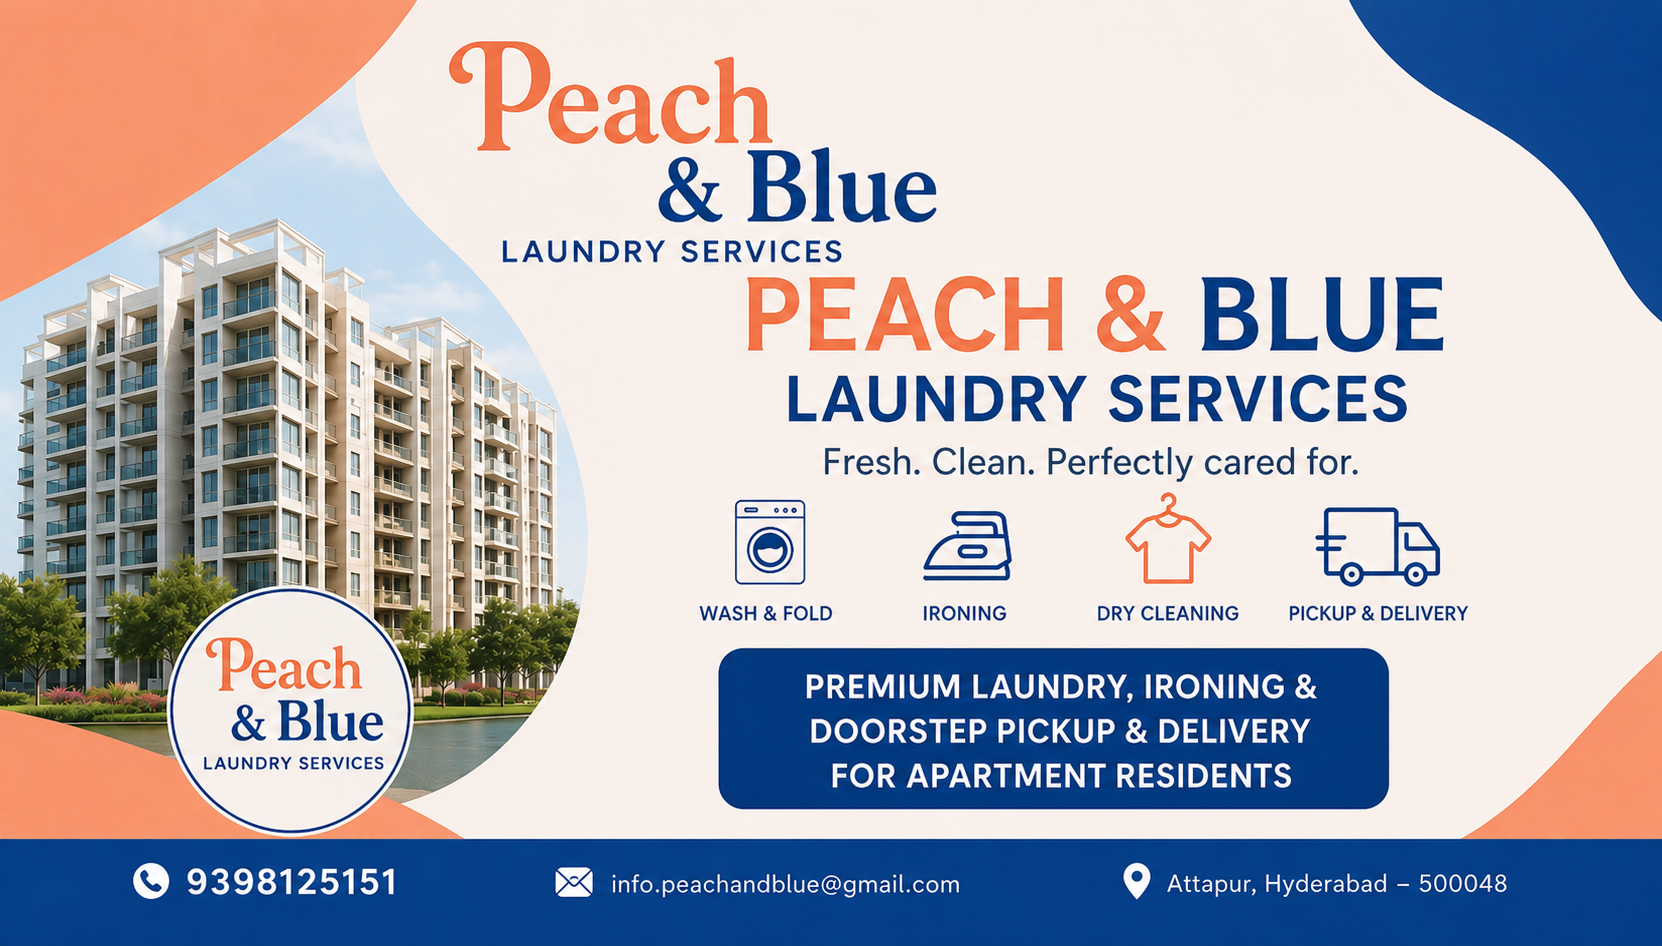 Peach
& Blue
LAUNDRY SERVICES
PEACH & BLUE
LAUNDRY SERVICES
Fresh. Clean. Perfectly cared for.
WASH & FOLD
IRONING
DRY CLEANING
PICKUP & DELIVERY
PREMIUM LAUNDRY, IRONING &
DOORSTEP PICKUP & DELIVERY
FOR APARTMENT RESIDENTS
Peach
& Blue
LAUNDRY SERVICES
9398125151
info.peachandblue@gmail.com
Attapur, Hyderabad – 500048